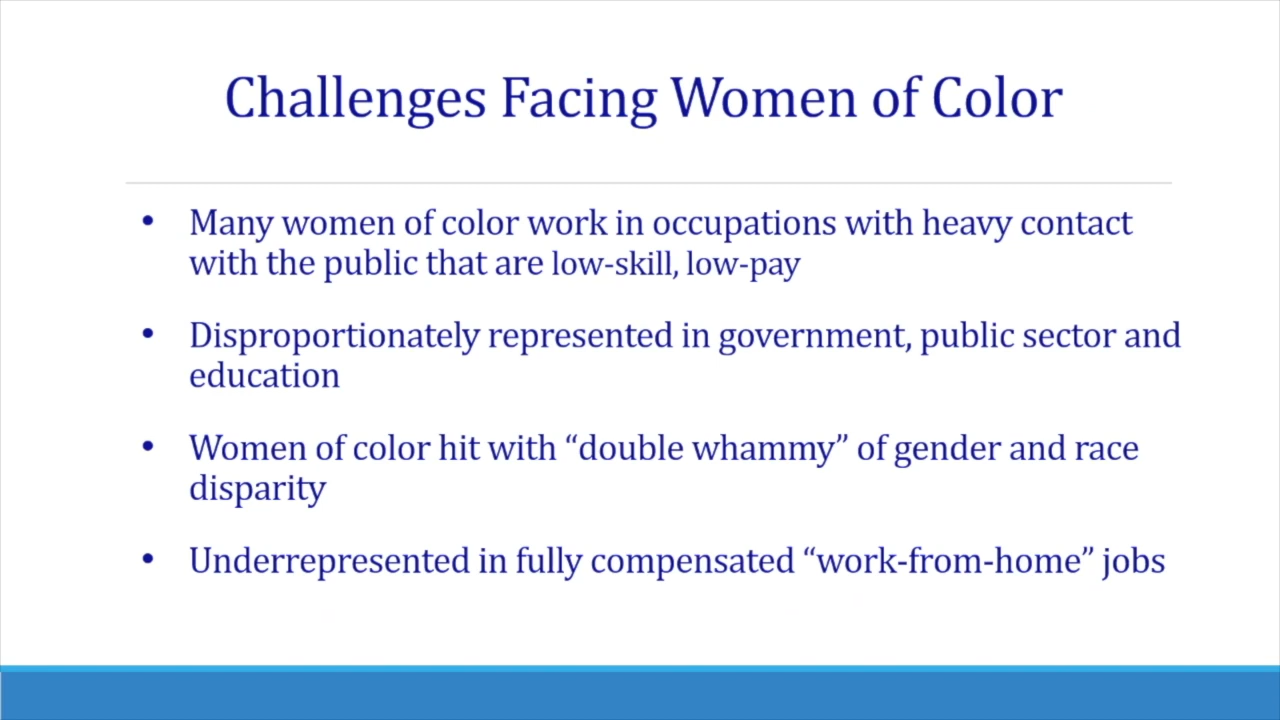 Challenges Facing Women of Color
• Many women of color work in occupations with heavy contact
with the public that are low-skill, low-pay
• Disproportionately represented in government, public sector and
education
• Women of color hit with “double whammy” of gender and race
disparity
• Underrepresented in fully compensated “work-from-home” jobs